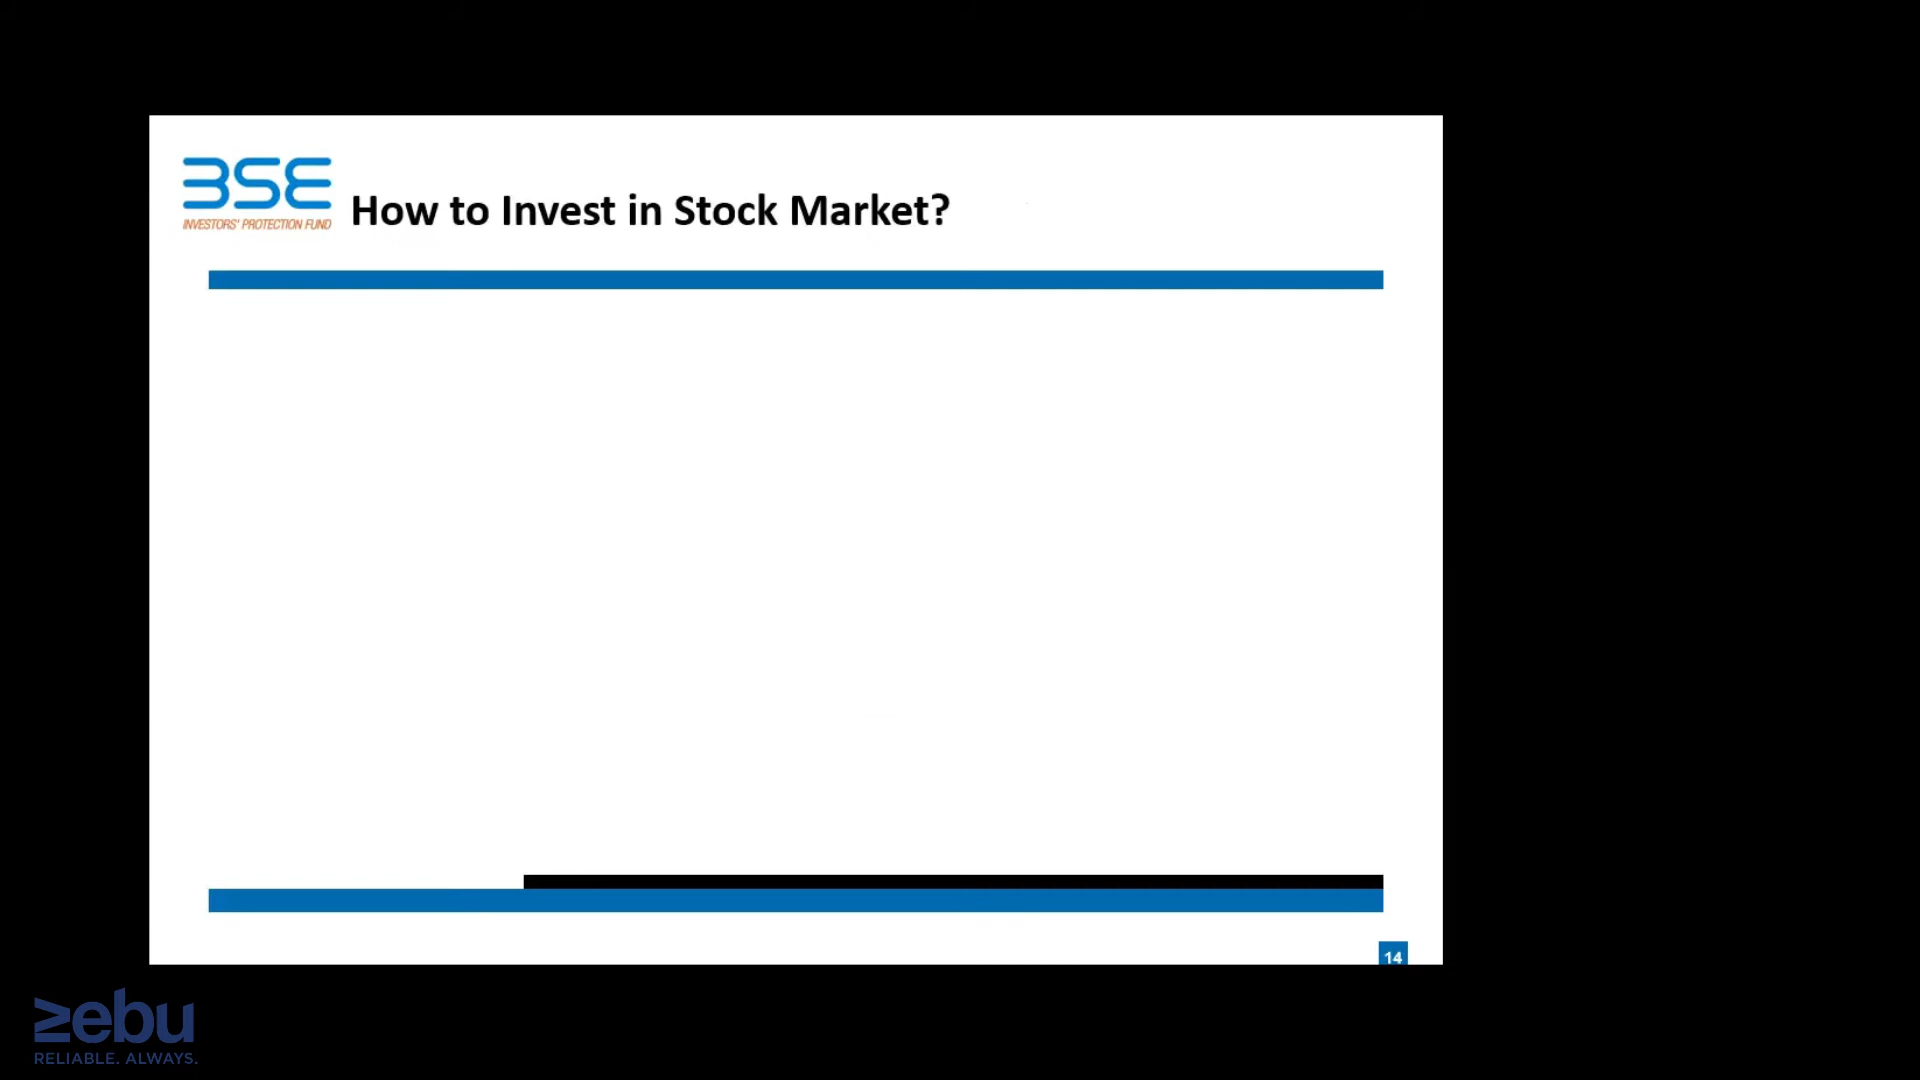 BSE
INVESTORS' PROTECTION FUND
How to Invest in Stock Market?
14
zebu
RELIABLE. ALWAYS.